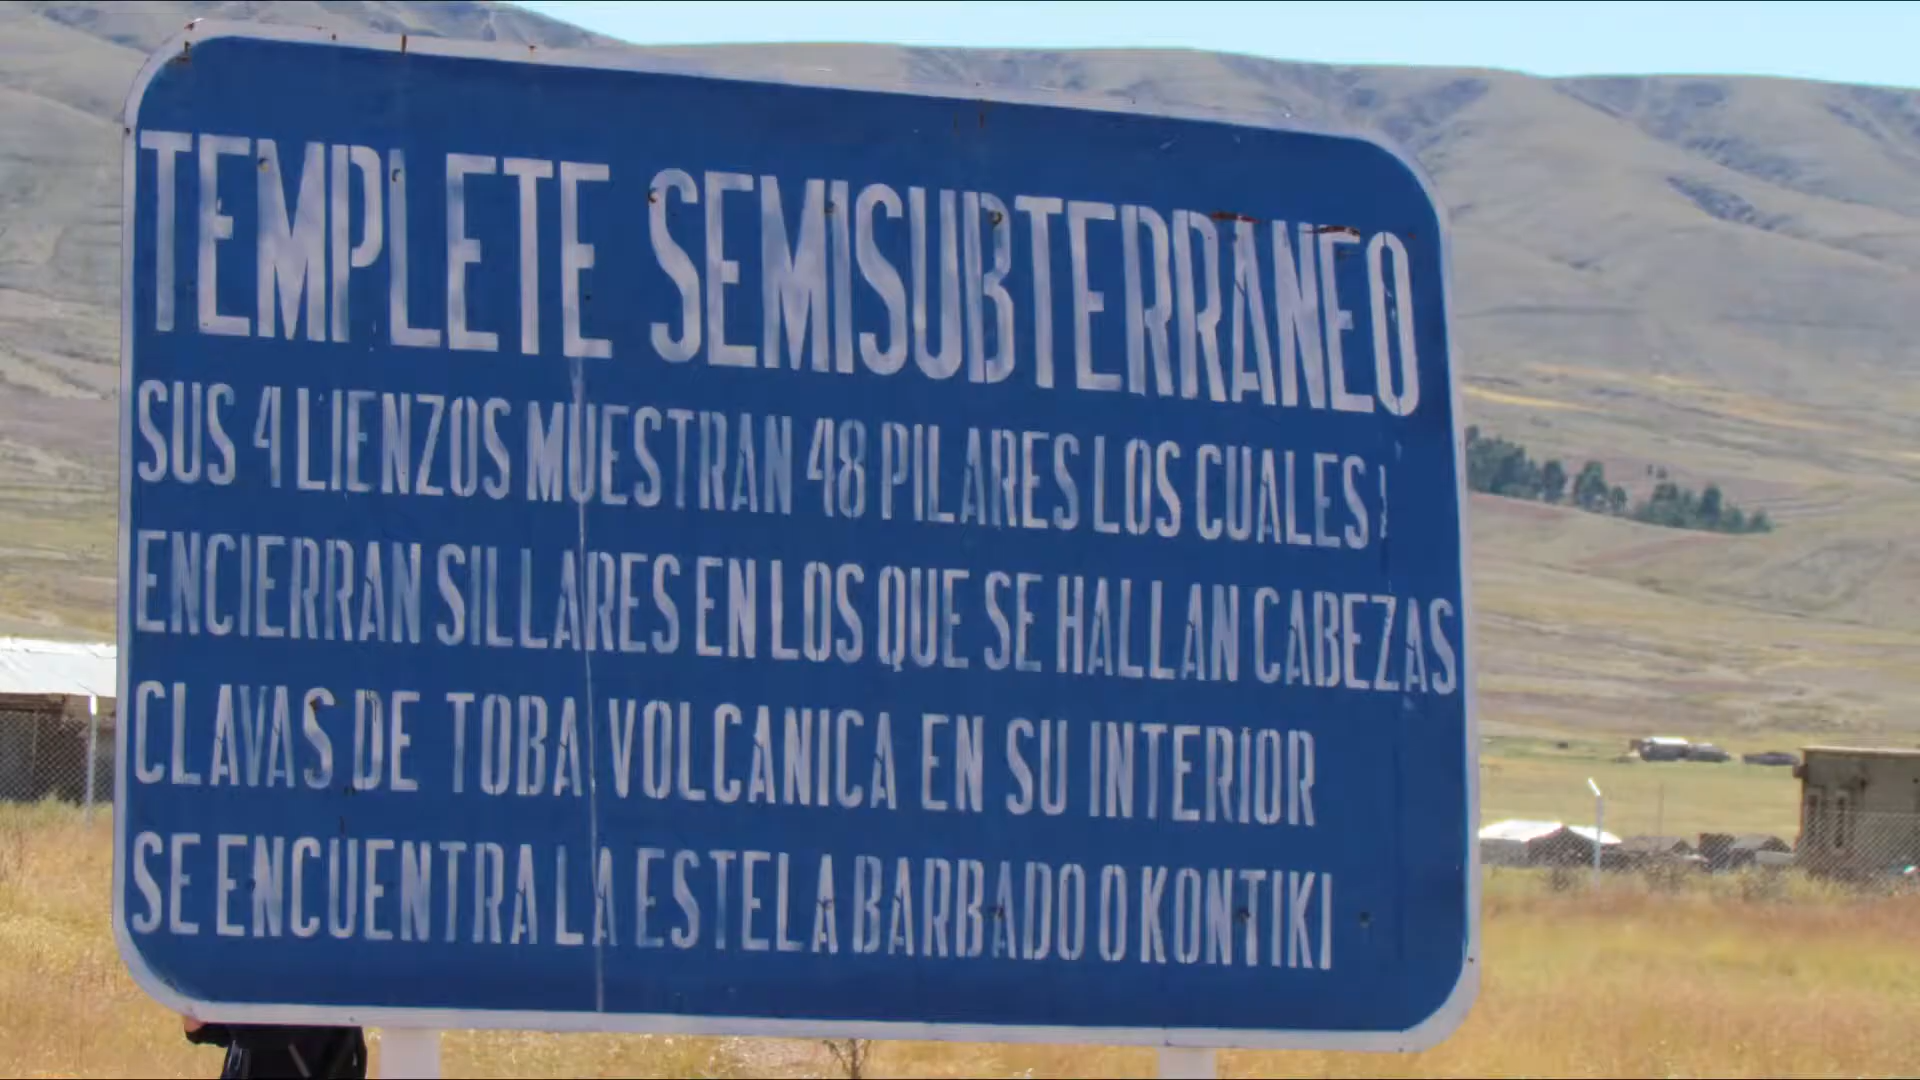 TEMPLETE SEMISUBTERRANEO
SUS 4 LIENZOS MUESTRAN 48 PILARES LOS CUALES
ENCIERRAN SILLARES EN LOS QUE SE HALLAN CABEZAS
CLAVAS DE TOBA VOLCANICA EN SU INTERIOR
SE ENCUENTRA LA ESTELA BARBADO O KONTIKI